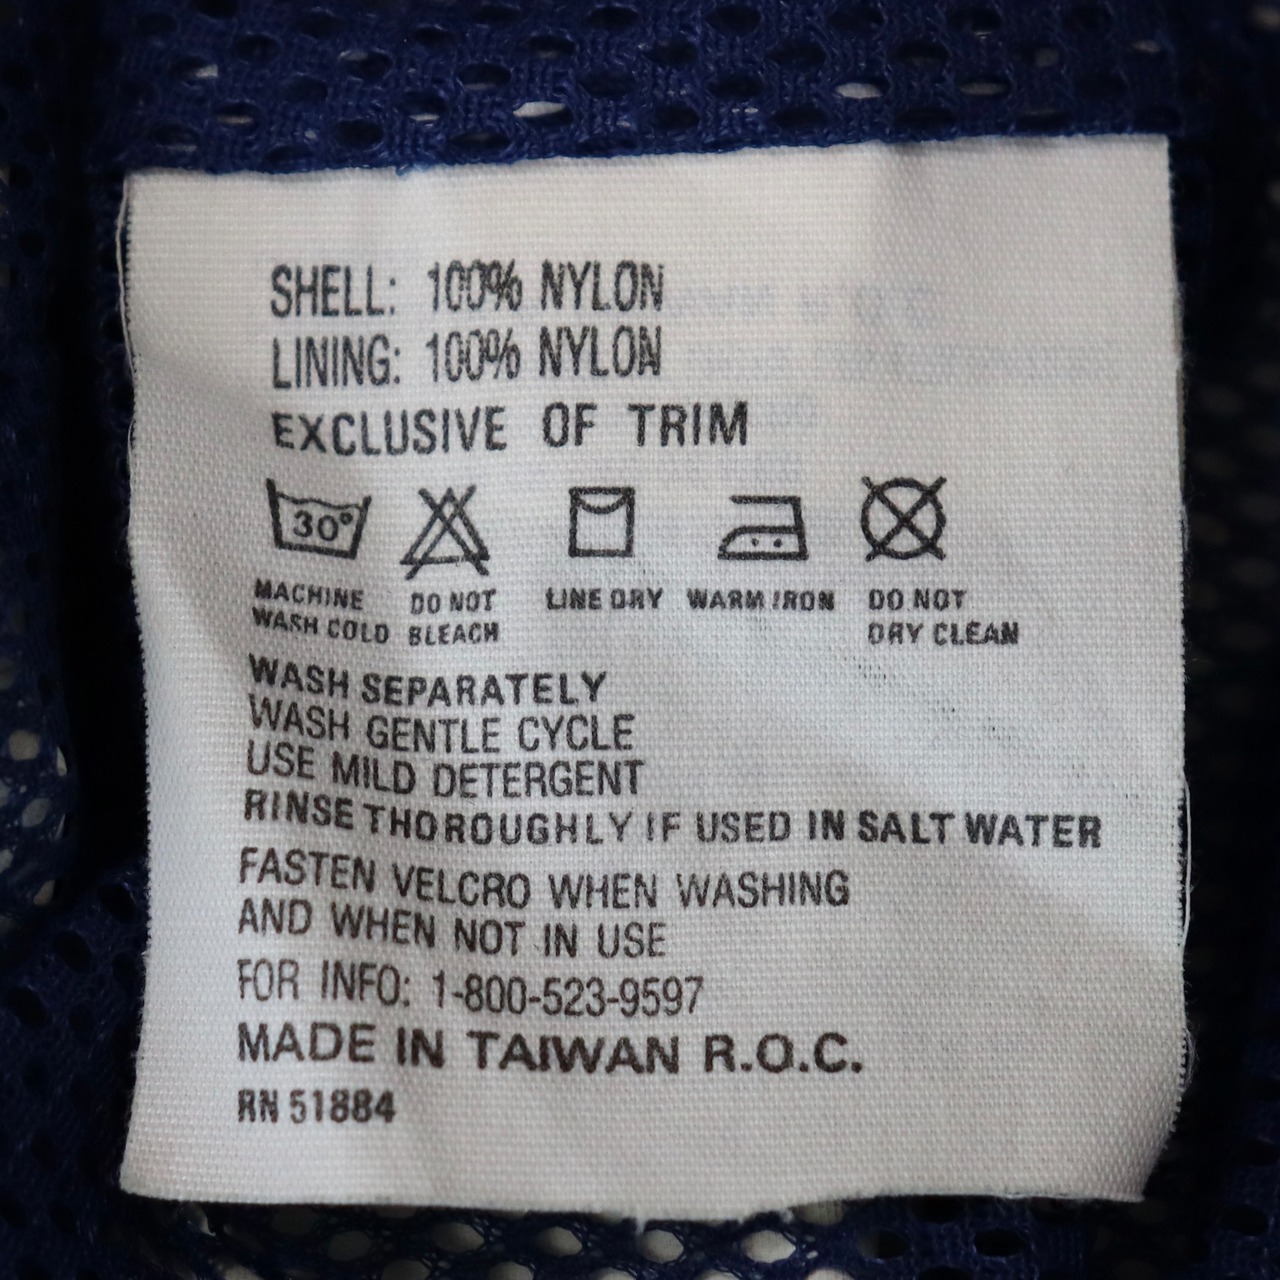 SHELL: 100% NYLON
LINING: 100% NYLON
EXCLUSIVE OF TRIM
30°
MACHINE WASH COLD
DO NOT BLEACH
LINE DRY
WARM IRON
DO NOT DRY CLEAN
WASH SEPARATELY
WASH GENTLE CYCLE
USE MILD DETERGENT
RINSE THOROUGHLY IF USED IN SALT WATER
FASTEN VELCRO WHEN WASHING
AND WHEN NOT IN USE
FOR INFO: 1-800-523-9597
MADE IN TAIWAN R.O.C.
RN 51884